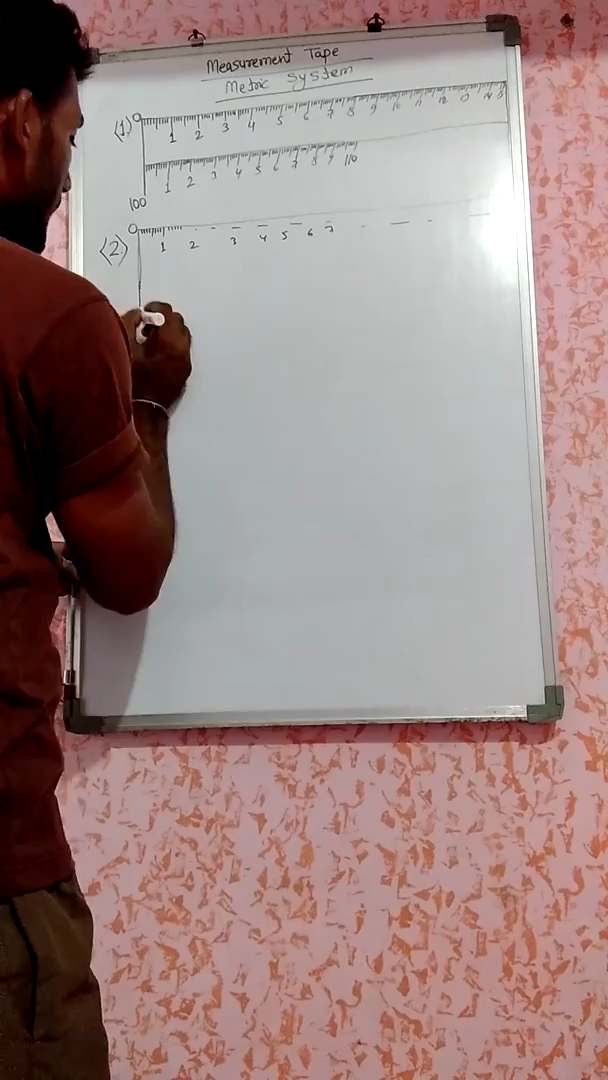 Measurement Tape
Metric System
(1) 0
1 2 3 4 5 6 7 8 9 10 11 12 13 14 15
1 2 3 4 5 6 7 8 9 110
100
(2) 0
1 2 3 4 5 6 7